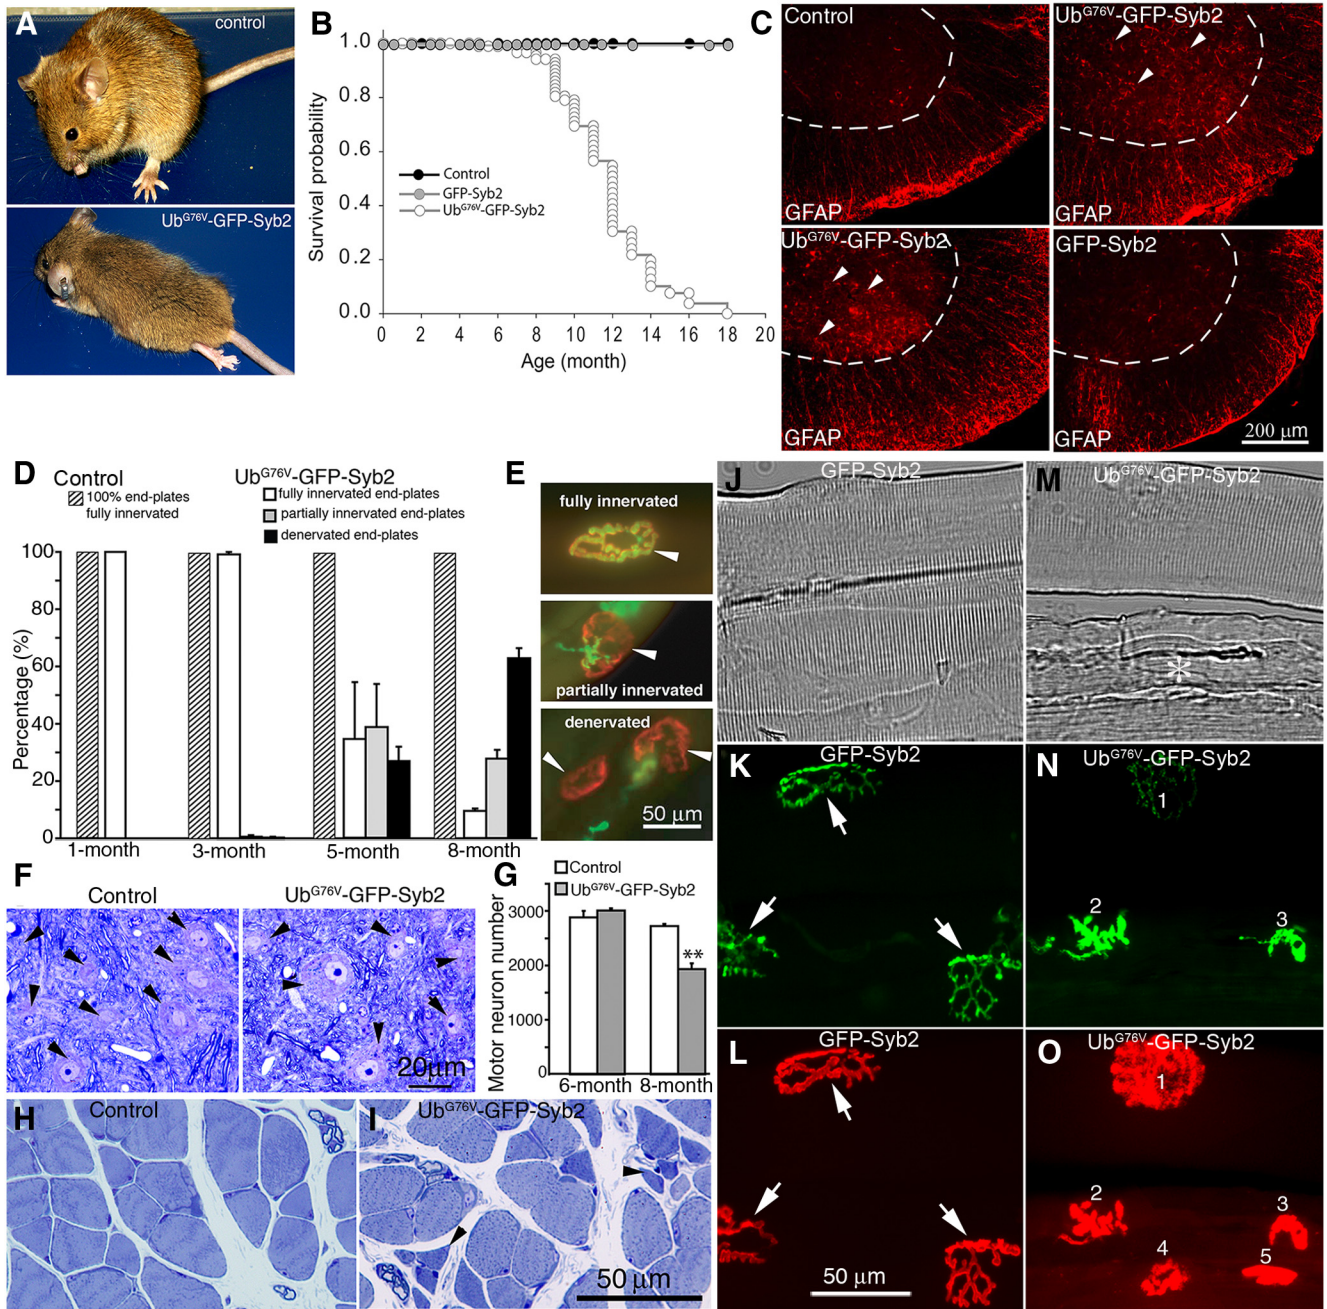 A
control
Ub^G76V-GFP-Syb2
B
Survival probability
1.0
0.8
0.6
0.4
0.2
0.0
Control
GFP-Syb2
Ub^G76V-GFP-Syb2
0 2 4 6 8 10 12 14 16 18 20
Age (month)
C
Control
GFAP
Ub^G76V-GFP-Syb2
GFAP
Ub^G76V-GFP-Syb2
GFAP
GFP-Syb2
GFAP
200 µm
D
Control
100% end-plates
fully innervated
Ub^G76V-GFP-Syb2
fully innervated end-plates
partially innervated end-plates
denervated end-plates
Percentage (%)
100
80
60
40
20
0
1-month 3-month 5-month 8-month
E
fully innervated
partially innervated
denervated
50 µm
F
Control
Ub^G76V-GFP-Syb2
20µm
G
Control
Ub^G76V-GFP-Syb2
Motor neuron number
3000
2000
1000
0
**
6-month 8-month
H
Control
I
Ub^G76V-GFP-Syb2
50 µm
J
GFP-Syb2
K
GFP-Syb2
L
GFP-Syb2
50 µm
M
Ub^G76V-GFP-Syb2
*
N
Ub^G76V-GFP-Syb2
1
2
3
O
Ub^G76V-GFP-Syb2
1
2
3
4
5